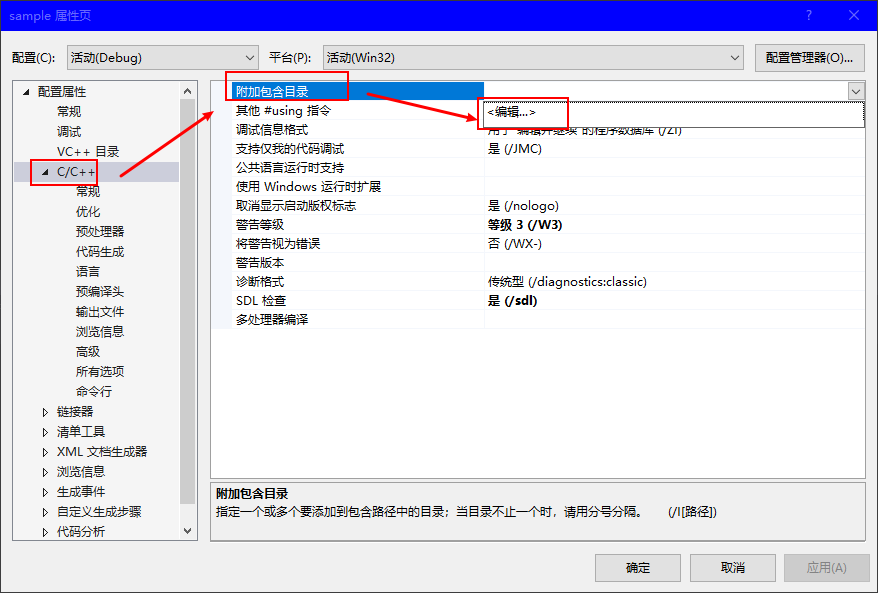 sample 属性页
配置(C): 活动(Debug) 平台(P): 活动(Win32) 配置管理器(O)...
配置属性
常规
调试
VC++ 目录
C/C++
常规
优化
预处理器
代码生成
语言
预编译头
输出文件
浏览信息
高级
所有选项
命令行
链接器
清单工具
XML 文档生成器
浏览信息
生成事件
自定义生成步骤
代码分析
附加包含目录
<编辑...>
其他 #using 指令
调试信息格式 用于“编辑并继续”的程序数据库 (/ZI)
支持仅我的代码调试 是 (/JMC)
公共语言运行时支持
使用 Windows 运行时扩展
取消显示启动版权标志 是 (/nologo)
警告等级 等级 3 (/W3)
将警告视为错误 否 (/WX-)
警告版本
诊断格式 传统型 (/diagnostics:classic)
SDL 检查 是 (/sdl)
多处理器编译
附加包含目录
指定一个或多个要添加到包含路径中的目录；当目录不止一个时，请用分号分隔。 (/I[路径])
确定 取消 应用(A)